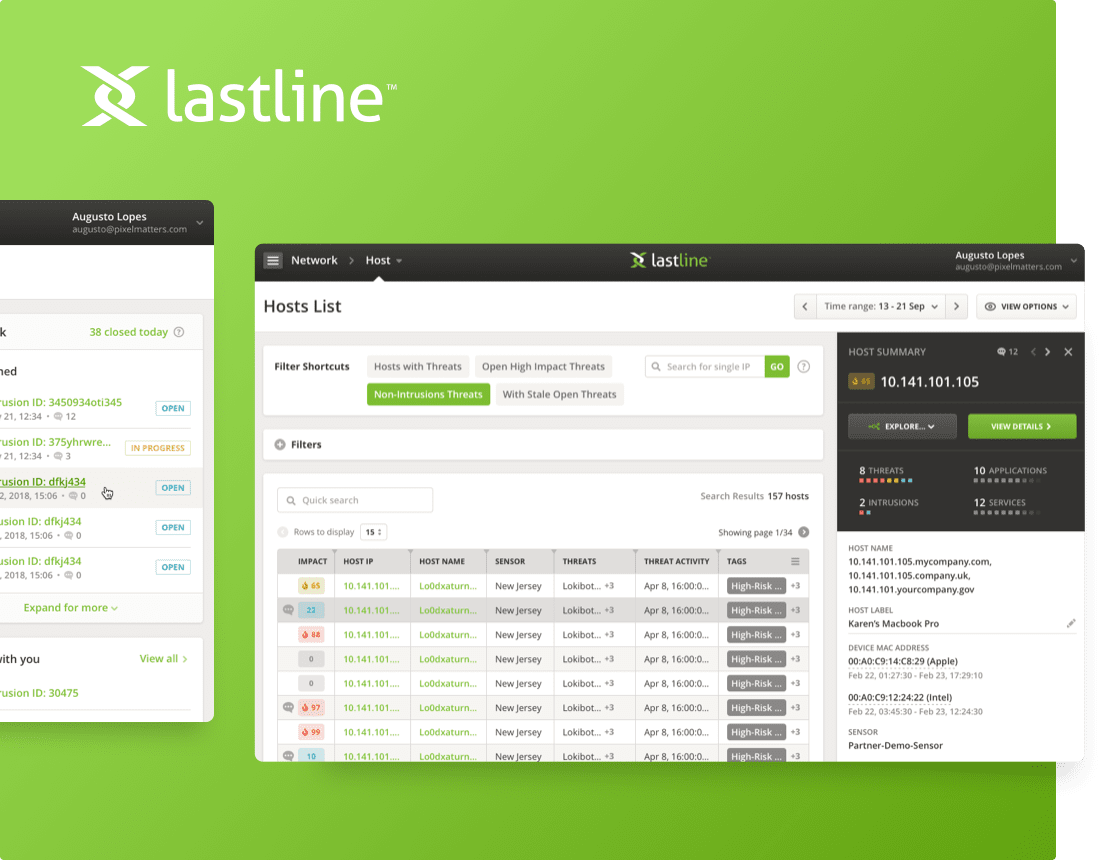 lastline™
Augusto Lopes
augusto@pixelmatters.com
38 closed today ?
rusion ID: 3450934oti345
21, 12:34 • 12
OPEN
rusion ID: 375yhrwre...
21, 12:34 • 3
IN PROGRESS
rusion ID: dfkj434
2, 2018, 15:06 • 0
OPEN
usion ID: dfkj434
, 2018, 15:06 • 0
OPEN
usion ID: dfkj434
, 2018, 15:06 • 0
OPEN
Expand for more
with you
View all >
rusion ID: 30475
Network > Host
lastline
Augusto Lopes
augusto@pixelmatters.com
Hosts List
< Time range: 13 - 21 Sep >
VIEW OPTIONS
Filter Shortcuts
Hosts with Threats
Open High Impact Threats
Non-Intrusions Threats
With Stale Open Threats
Search for single IP
GO
?
Filters
Quick search
Search Results 157 hosts
Rows to display 15
Showing page 1/34
IMPACT HOST IP HOST NAME SENSOR THREATS THREAT ACTIVITY TAGS
65 10.141.101.... Lo0dxaturn... New Jersey Lokibot... +3 Apr 8, 16:00:0... High-Risk ... +3
23 10.141.101.... Lo0dxaturn... New Jersey Lokibot... +3 Apr 8, 16:00:0... High-Risk ... +3
88 10.141.101.... Lo0dxaturn... New Jersey Lokibot... +3 Apr 8, 16:00:0... High-Risk ... +3
0 10.141.101.... Lo0dxaturn... New Jersey Lokibot... +3 Apr 8, 16:00:0... High-Risk ... +3
0 10.141.101.... Lo0dxaturn... New Jersey Lokibot... +3 Apr 8, 16:00:0... High-Risk ... +3
97 10.141.101.... Lo0dxaturn... New Jersey Lokibot... +3 Apr 8, 16:00:0... High-Risk ... +3
99 10.141.101.... Lo0dxaturn... New Jersey Lokibot... +3 Apr 8, 16:00:0... High-Risk ... +3
10 10.141.101.... Lo0dxaturn... New Jersey Lokibot... +3 Apr 8, 16:00:0... High-Risk ... +3
HOST SUMMARY
12
65 10.141.101.105
EXPLORE...
VIEW DETAILS >
8 THREATS
10 APPLICATIONS
2 INTRUSIONS
12 SERVICES
HOST NAME
10.141.101.105.mycompany.com,
10.141.101.105.company.uk,
10.141.101.yourcompany.gov
HOST LABEL
Karen's Macbook Pro
DEVICE MAC ADDRESS
00:A0:C9:14:C8:29 (Apple)
Feb 22, 01:27:30 - Feb 23, 17:29:10
00:A0:C9:12:24:22 (Intel)
Feb 22, 03:45:30 - Feb 23, 12:24:30
SENSOR
Partner-Demo-Sensor